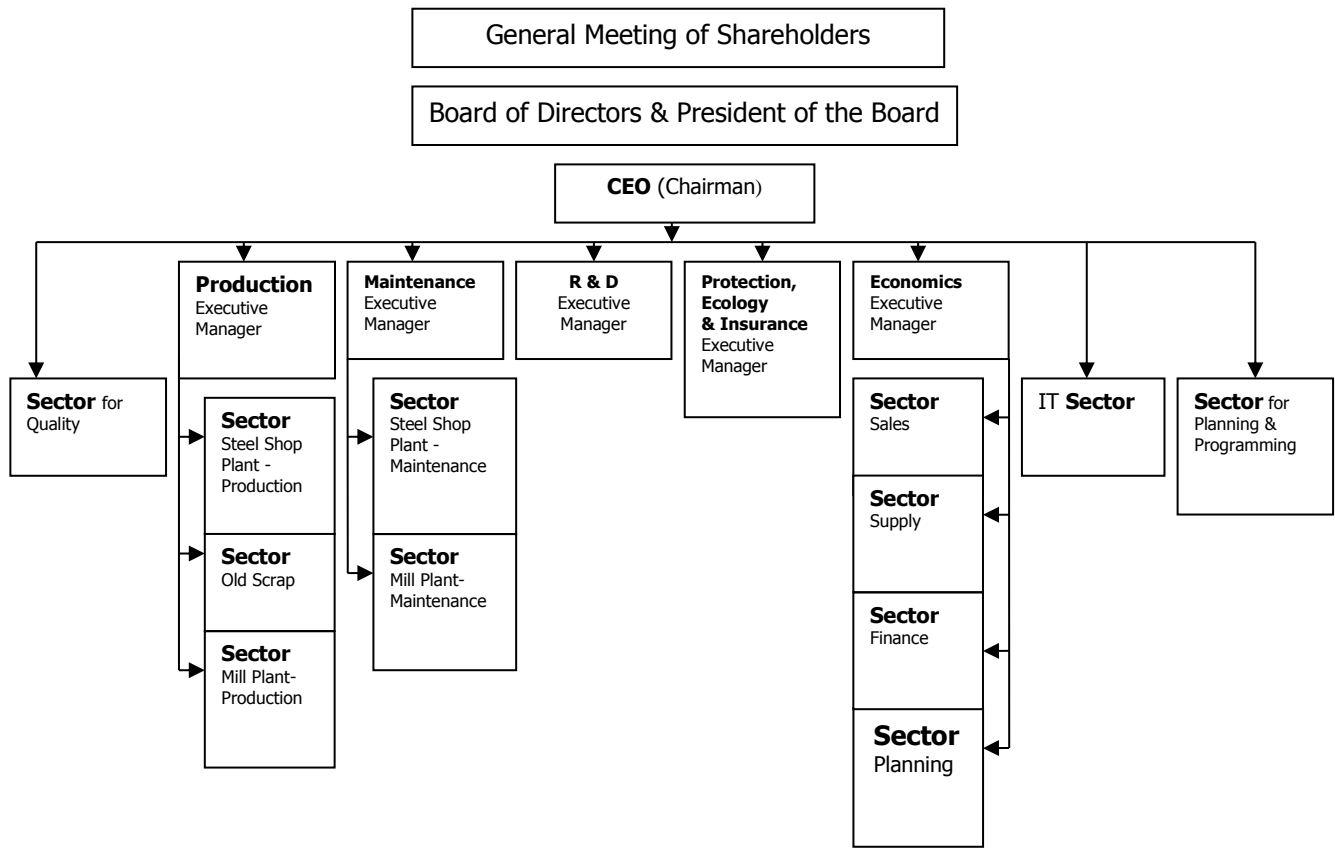 General Meeting of Shareholders
Board of Directors & President of the Board
CEO (Chairman)
Production
Executive
Manager
Maintenance
Executive
Manager
R & D
Executive
Manager
Protection,
Ecology
& Insurance
Executive
Manager
Economics
Executive
Manager
Sector for
Quality
Sector
Steel Shop
Plant -
Production
Sector
Old Scrap
Sector
Mill Plant-
Production
Sector
Steel Shop
Plant -
Maintenance
Sector
Mill Plant-
Maintenance
Sector
Sales
Sector
Supply
Sector
Finance
Sector
Planning
IT Sector
Sector for
Planning &
Programming